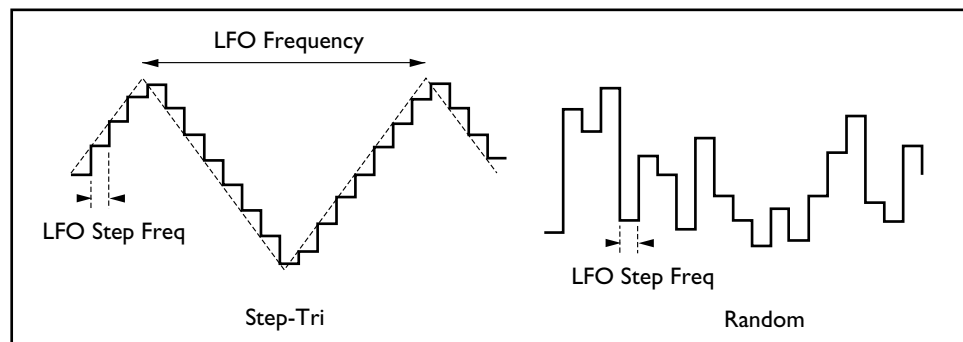 LFO Frequency
LFO Step Freq
Step-Tri
LFO Step Freq
Random